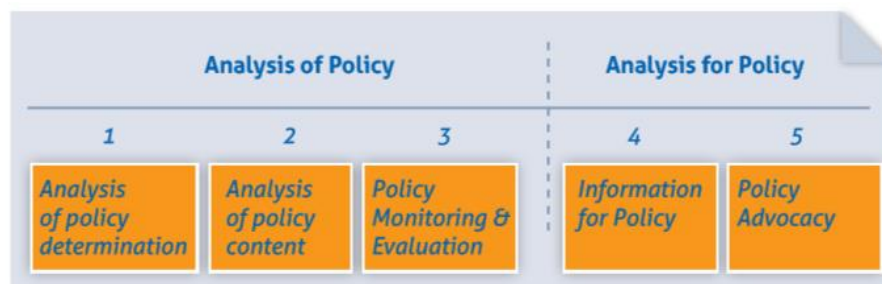 Analysis of Policy
Analysis for Policy
1
2
3
4
5
Analysis
of policy
determination
Analysis
of policy
content
Policy
Monitoring &
Evaluation
Information
for Policy
Policy
Advocacy